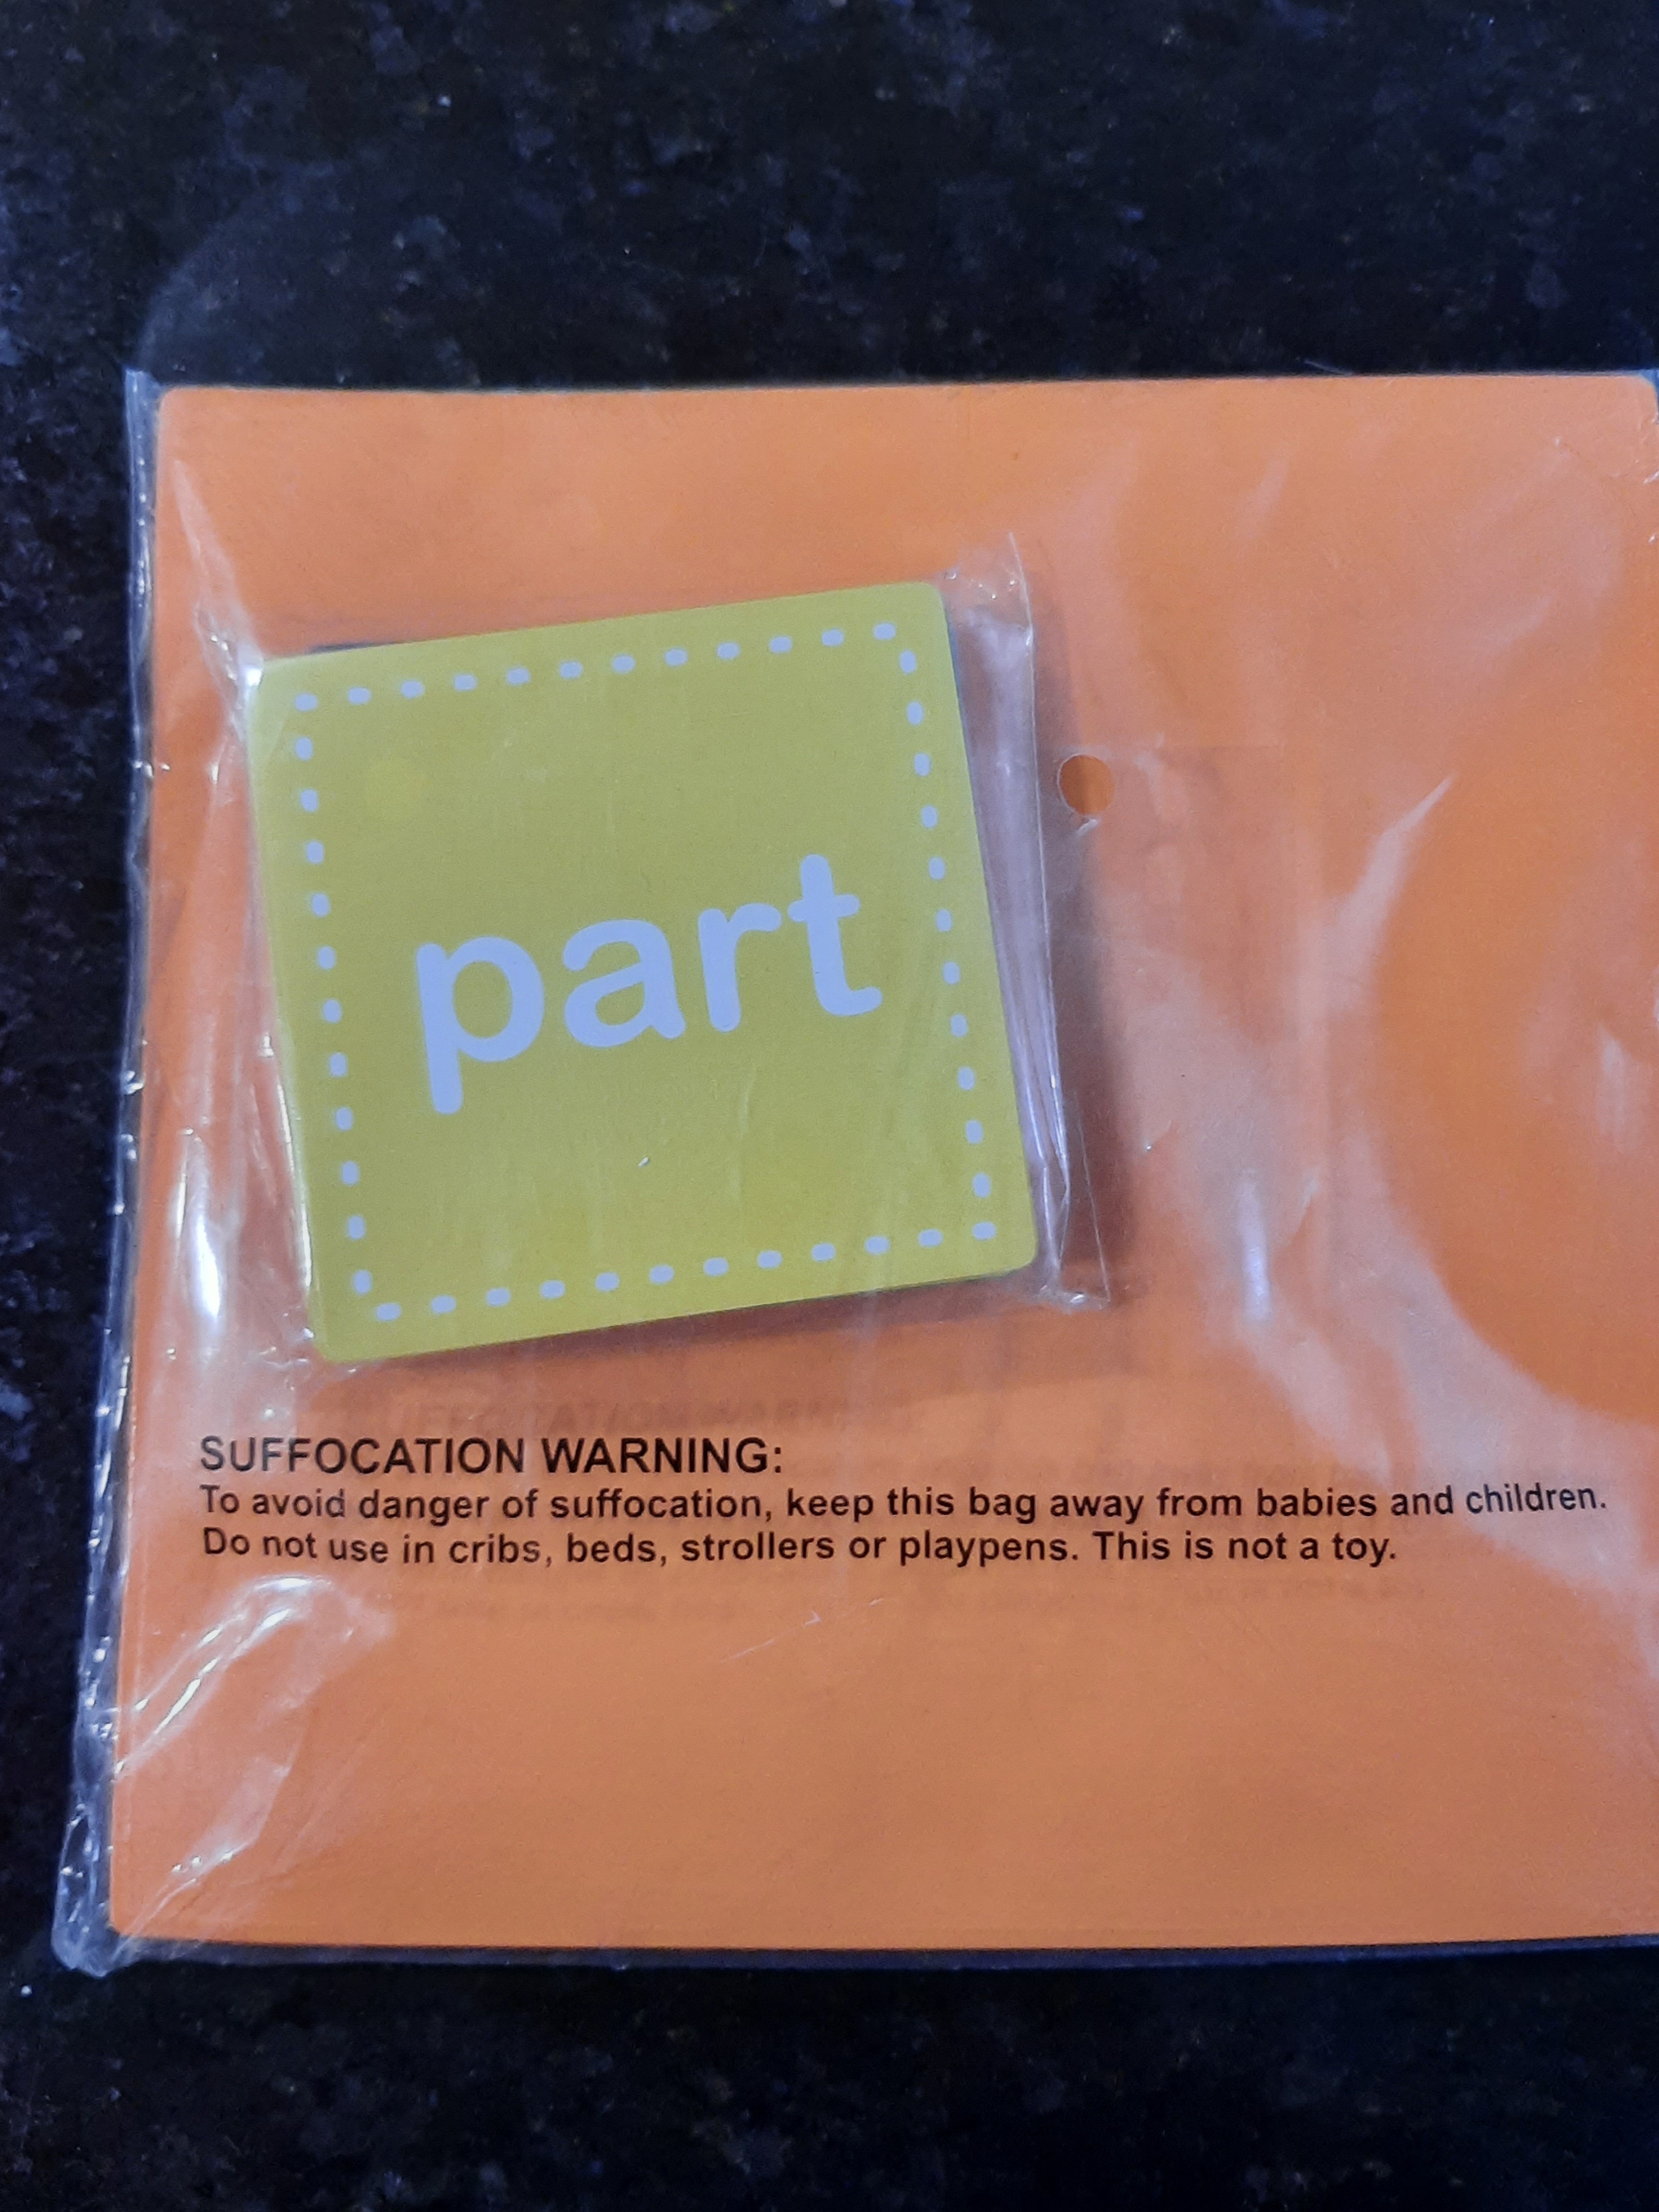 part
SUFFOCATION WARNING:
To avoid danger of suffocation, keep this bag away from babies and children.
Do not use in cribs, beds, strollers or playpens. This is not a toy.